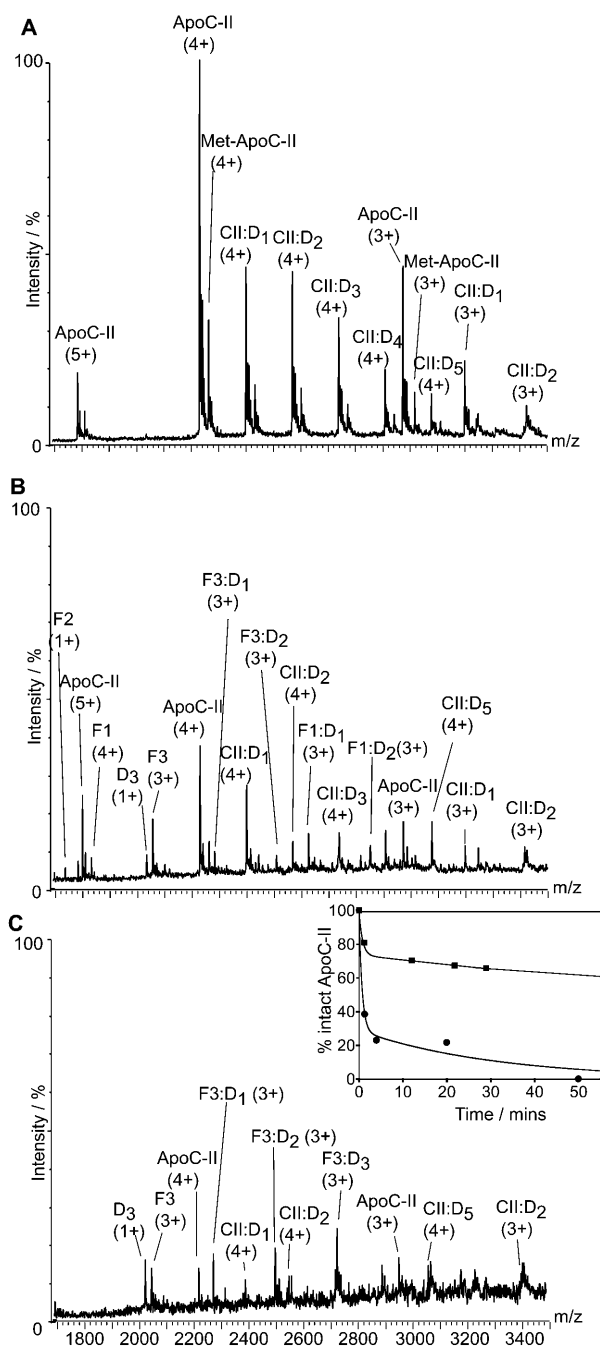 A
ApoC-II
(4+)
100
Met-ApoC-II
(4+)
ApoC-II
(3+)
CII:D1
(4+)
CII:D2
(4+)
Met-ApoC-II
(3+)
CII:D3
(4+)
CII:D1
(3+)
ApoC-II
(5+)
CII:D4
(4+)
CII:D5
(4+)
CII:D2
(3+)
Intensity / %
0
m/z
B
100
F3:D1
(3+)
F2
(1+)
F3:D2
(3+)
ApoC-II
(5+)
CII:D2
(4+)
ApoC-II
(4+)
CII:D5
(4+)
F1
(4+)
F3
(3+)
D3
(1+)
CII:D1
(4+)
F1:D1
(3+)
F1:D2 (3+)
CII:D3
(4+)
ApoC-II
(3+)
CII:D1
(3+)
CII:D2
(3+)
Intensity / %
0
m/z
C
100
% intact ApoC-II
100
80
60
40
20
0
0 10 20 30 40 50
Time / mins
F3:D1 (3+)
F3:D2 (3+)
ApoC-II
(4+)
F3:D3
(3+)
F3
(3+)
D3
(1+)
CII:D1
(4+)
CII:D2
(4+)
ApoC-II
(3+)
CII:D5
(4+)
CII:D2
(3+)
Intensity / %
0
m/z
1800 2000 2200 2400 2600 2800 3000 3200 3400